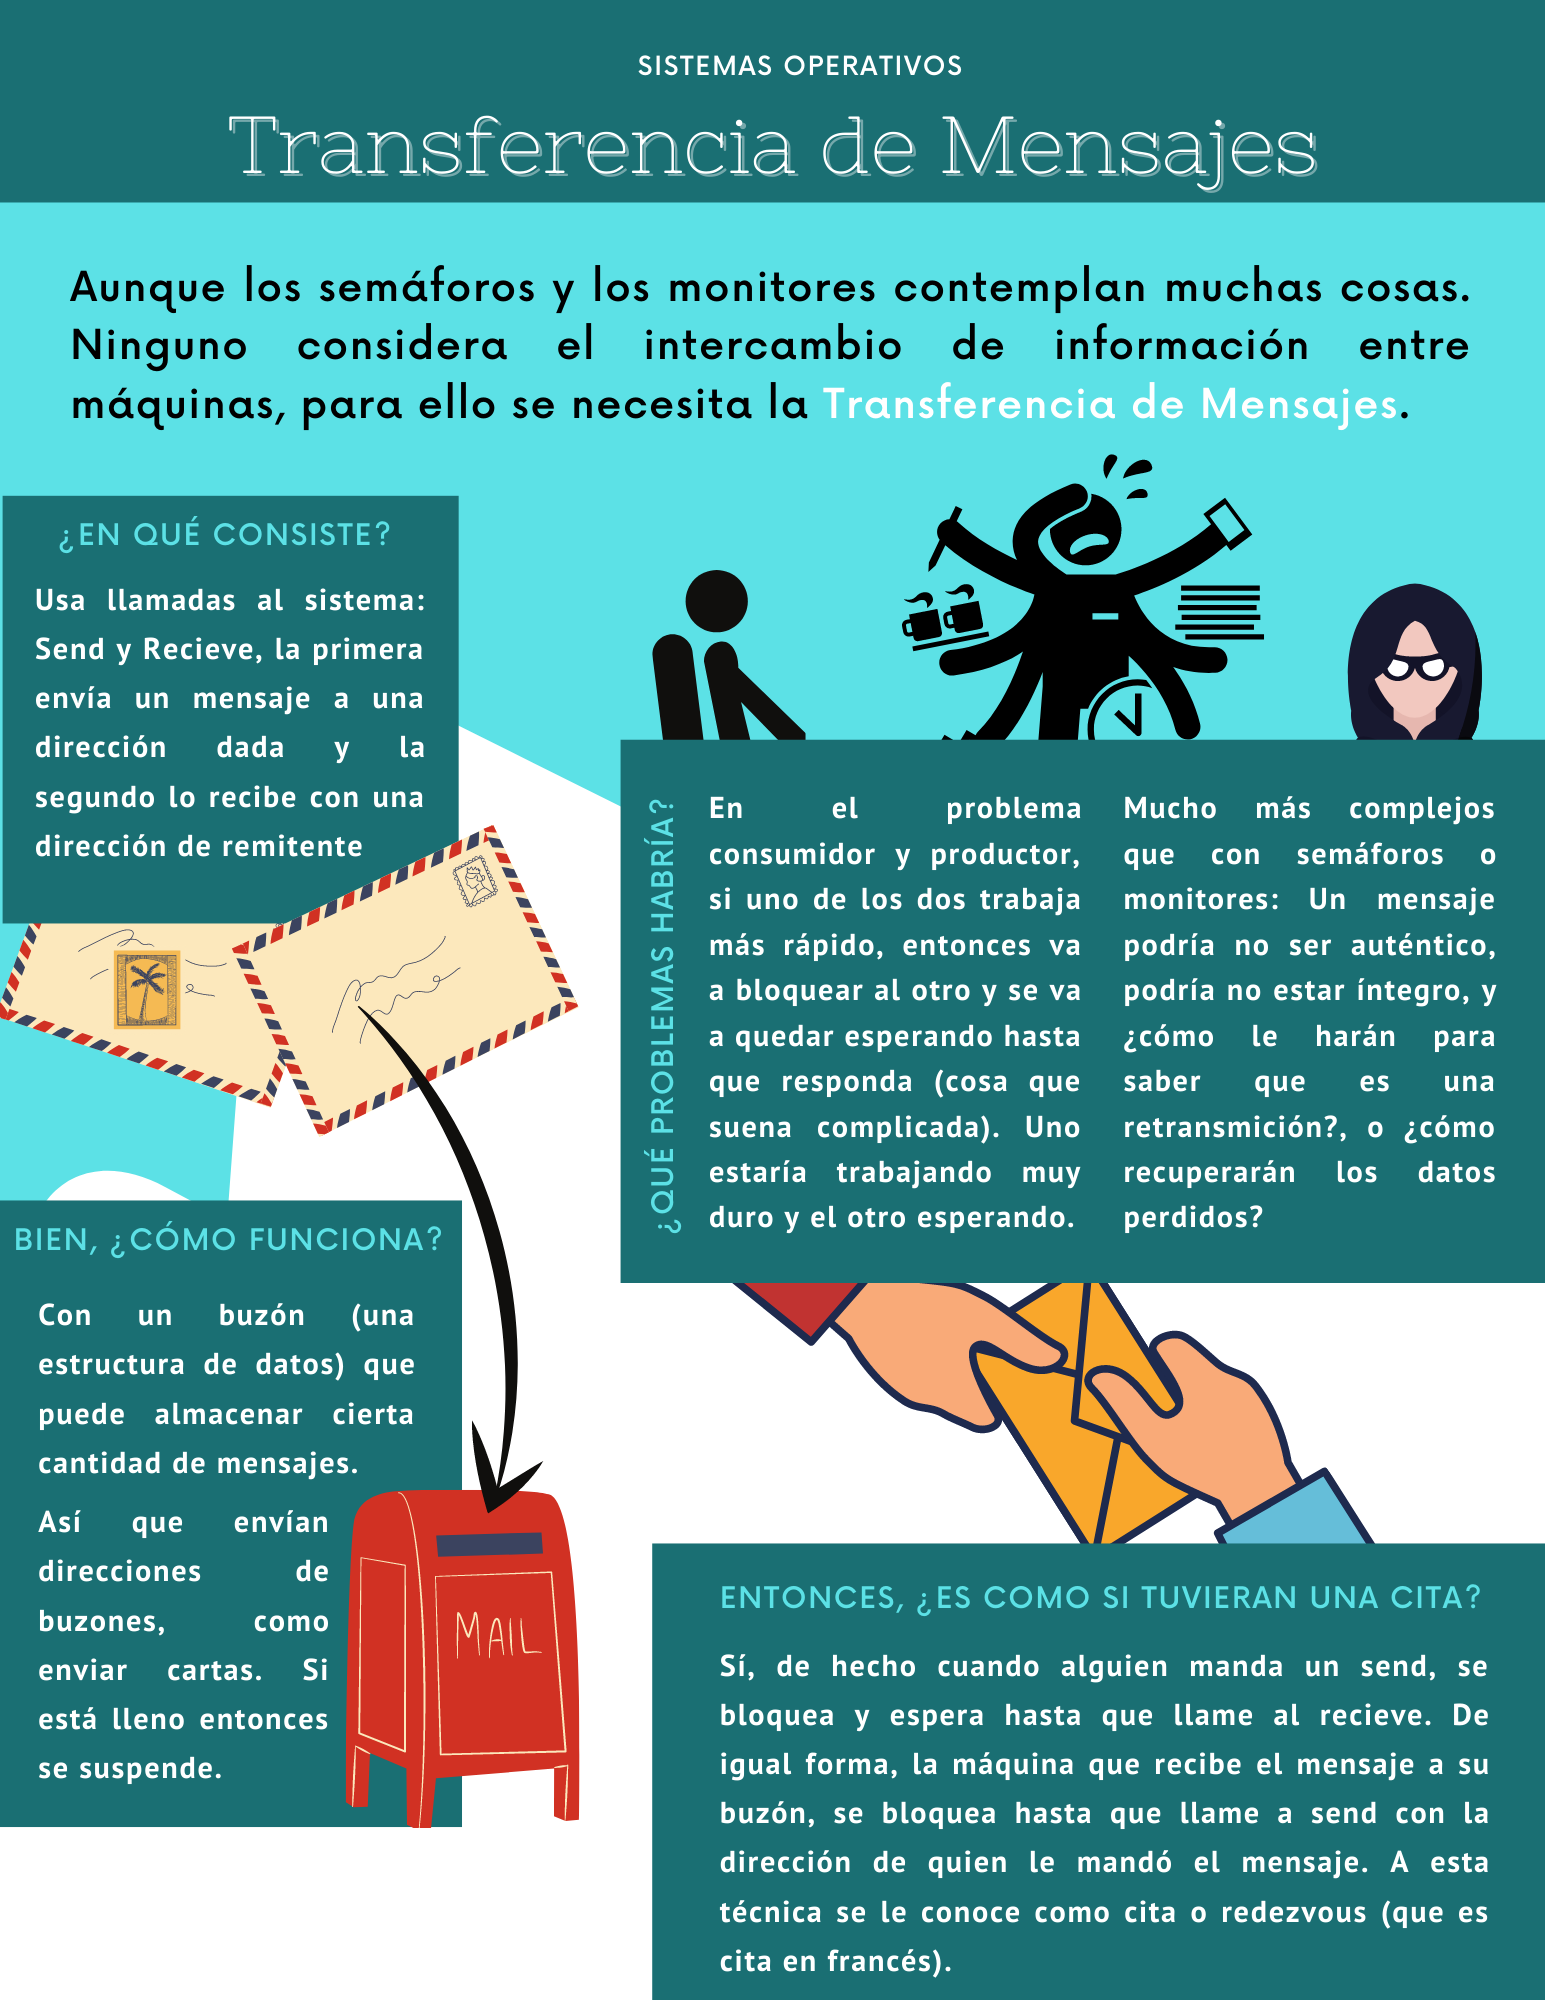 SISTEMAS OPERATIVOS
Transferencia de Mensajes
Aunque los semáforos y los monitores contemplan muchas cosas.
Ninguno considera el intercambio de información entre
máquinas, para ello se necesita la Transferencia de Mensajes.
¿EN QUÉ CONSISTE?
Usa llamadas al sistema:
Send y Recieve, la primera
envía un mensaje a una
dirección dada y la
segundo lo recibe con una
dirección de remitente
¿QUÉ PROBLEMAS HABRÍA?
En el problema
consumidor y productor,
si uno de los dos trabaja
más rápido, entonces va
a bloquear al otro y se va
a quedar esperando hasta
que responda (cosa que
suena complicada). Uno
estaría trabajando muy
duro y el otro esperando.
Mucho más complejos
que con semáforos o
monitores: Un mensaje
podría no ser auténtico,
podría no estar íntegro, y
¿cómo le harán para
saber que es una
retransmición?, o ¿cómo
recuperarán los datos
perdidos?
BIEN, ¿CÓMO FUNCIONA?
Con un buzón (una
estructura de datos) que
puede almacenar cierta
cantidad de mensajes.
Así que envían
direcciones de
buzones, como
enviar cartas. Si
está lleno entonces
se suspende.
MAIL
ENTONCES, ¿ES COMO SI TUVIERAN UNA CITA?
Sí, de hecho cuando alguien manda un send, se
bloquea y espera hasta que llame al recieve. De
igual forma, la máquina que recibe el mensaje a su
buzón, se bloquea hasta que llame a send con la
dirección de quien le mandó el mensaje. A esta
técnica se le conoce como cita o redezvous (que es
cita en francés).